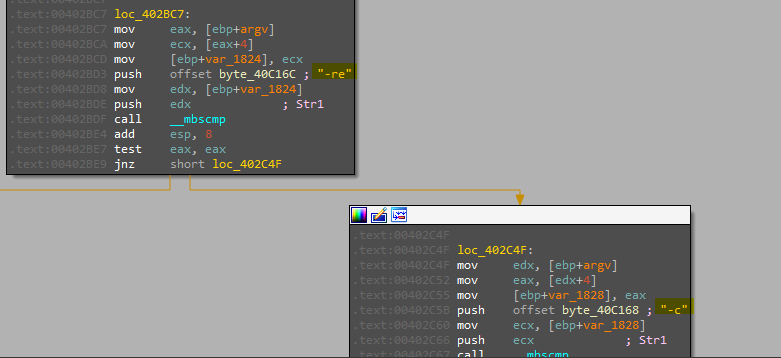 .text:00402BC7
.text:00402BC7 loc_402BC7:
.text:00402BC7 mov eax, [ebp+argv]
.text:00402BCA mov ecx, [eax+4]
.text:00402BCD mov [ebp+var_1824], ecx
.text:00402BD3 push offset byte_40C16C ; "-re"
.text:00402BD8 mov edx, [ebp+var_1824]
.text:00402BDE push edx ; Str1
.text:00402BDF call __mbscmp
.text:00402BE4 add esp, 8
.text:00402BE7 test eax, eax
.text:00402BE9 jnz short loc_402C4F
.text:00402C4F
.text:00402C4F loc_402C4F:
.text:00402C4F mov edx, [ebp+argv]
.text:00402C52 mov eax, [edx+4]
.text:00402C55 mov [ebp+var_1828], eax
.text:00402C5B push offset byte_40C168 ; "-c"
.text:00402C60 mov ecx, [ebp+var_1828]
.text:00402C66 push ecx ; Str1
.text:00402C67 call __mbscmp